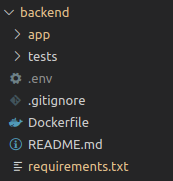 backend
app
tests
.env
.gitignore
Dockerfile
README.md
requirements.txt